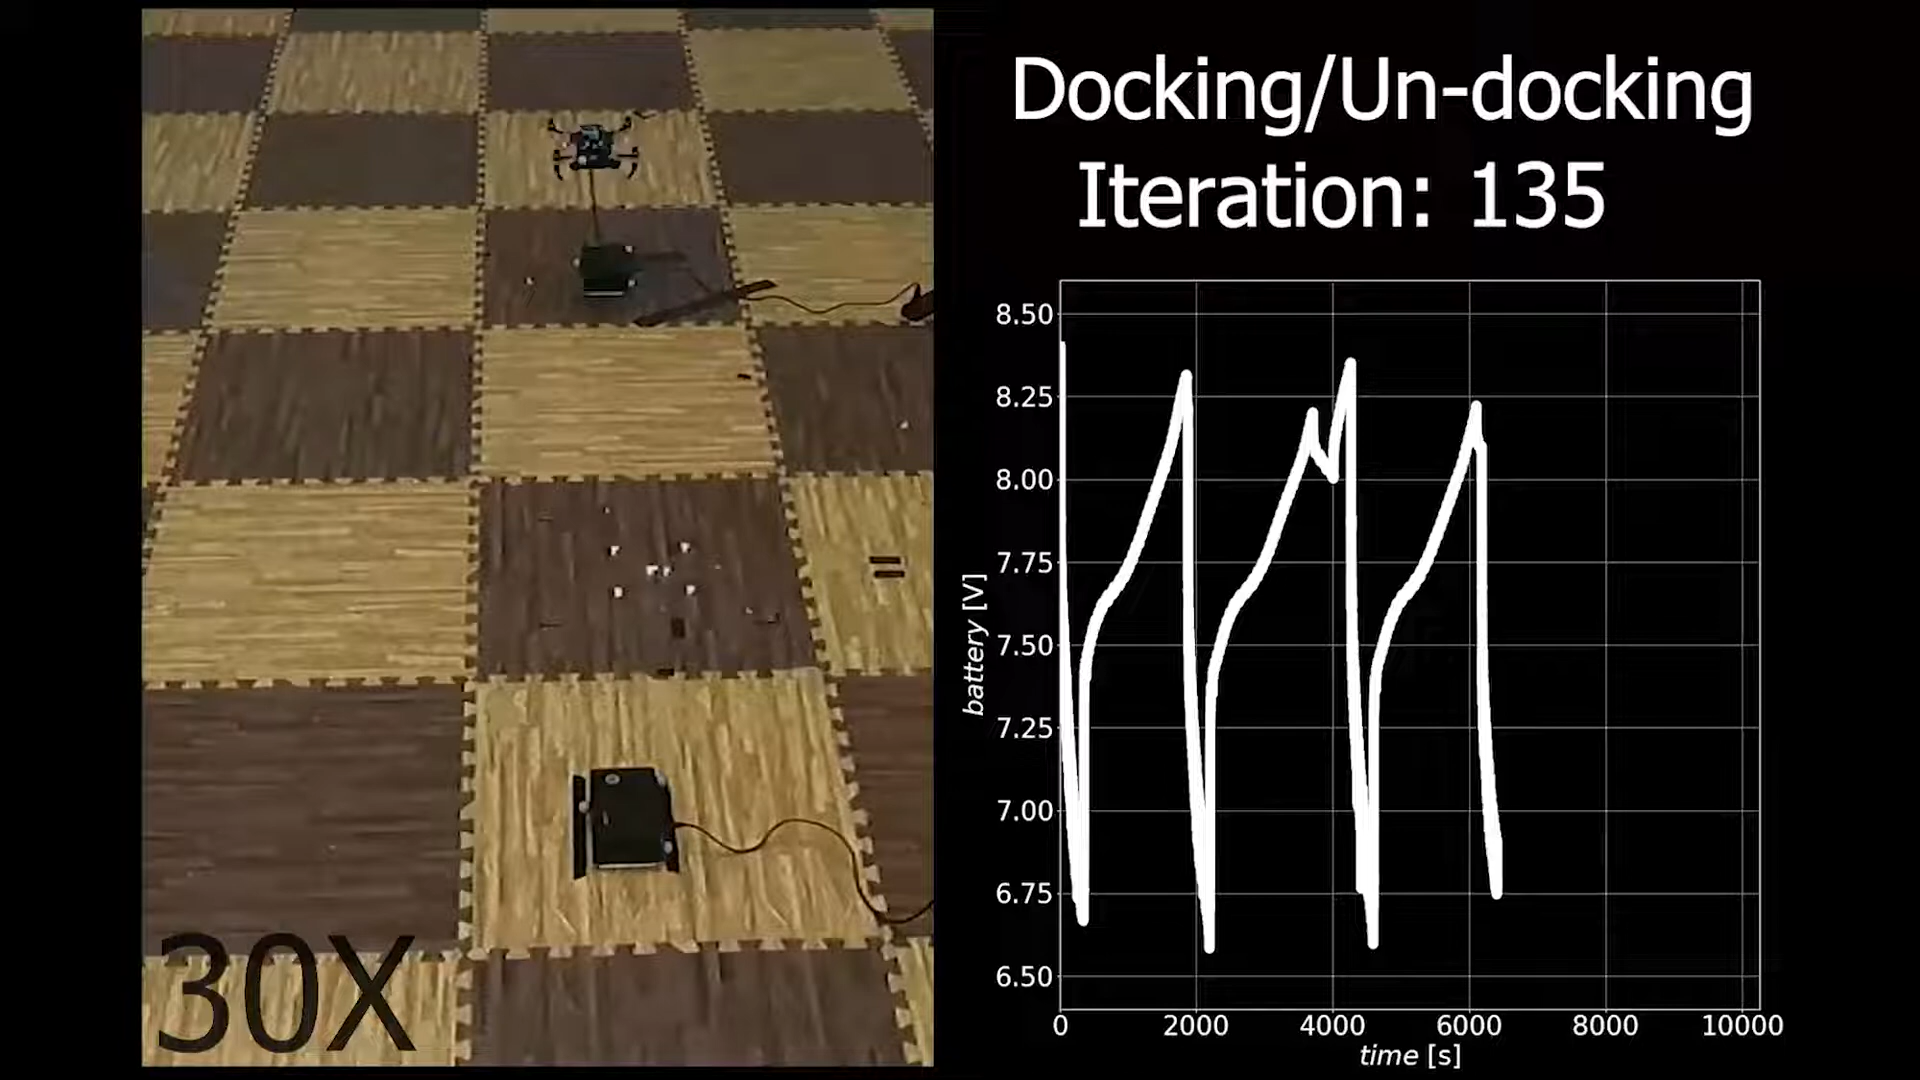 Docking/Un-docking
Iteration: 135
8.50
8.25
8.00
7.75
7.50
7.25
7.00
6.75
6.50
battery [V]
0 2000 4000 6000 8000 10000
time [s]
30X